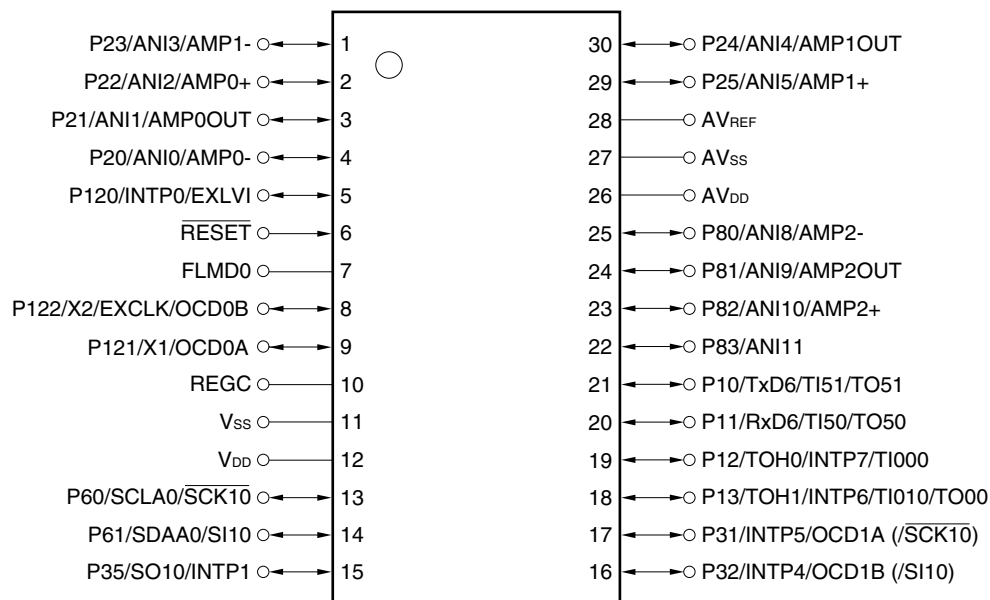 P23/ANI3/AMP1- 1 30 P24/ANI4/AMP1OUT
P22/ANI2/AMP0+ 2 29 P25/ANI5/AMP1+
P21/ANI1/AMP0OUT 3 28 AVREF
P20/ANI0/AMP0- 4 27 AVSS
P120/INTP0/EXLVI 5 26 AVDD
RESET 6 25 P80/ANI8/AMP2-
FLMD0 7 24 P81/ANI9/AMP2OUT
P122/X2/EXCLK/OCD0B 8 23 P82/ANI10/AMP2+
P121/X1/OCD0A 9 22 P83/ANI11
REGC 10 21 P10/TxD6/TI51/TO51
VSS 11 20 P11/RxD6/TI50/TO50
VDD 12 19 P12/TOH0/INTP7/TI000
P60/SCLA0/SCK10 13 18 P13/TOH1/INTP6/TI010/TO00
P61/SDAA0/SI10 14 17 P31/INTP5/OCD1A (/SCK10)
P35/SO10/INTP1 15 16 P32/INTP4/OCD1B (/SI10)